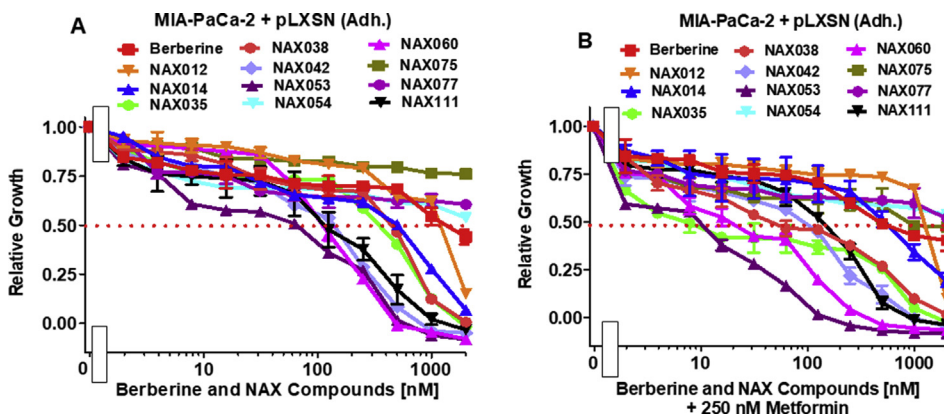 A
MIA-PaCa-2 + pLXSN (Adh.)
Berberine NAX038 NAX060
NAX012 NAX042 NAX075
NAX014 NAX053 NAX077
NAX035 NAX054 NAX111
Relative Growth
1.00
0.75
0.50
0.25
0.00
0 10 100 1000
Berberine and NAX Compounds [nM]
B
MIA-PaCa-2 + pLXSN (Adh.)
Berberine NAX038 NAX060
NAX012 NAX042 NAX075
NAX014 NAX053 NAX077
NAX035 NAX054 NAX111
Relative Growth
1.00
0.75
0.50
0.25
0.00
0 10 100 1000
Berberine and NAX Compounds [nM]
+ 250 nM Metformin